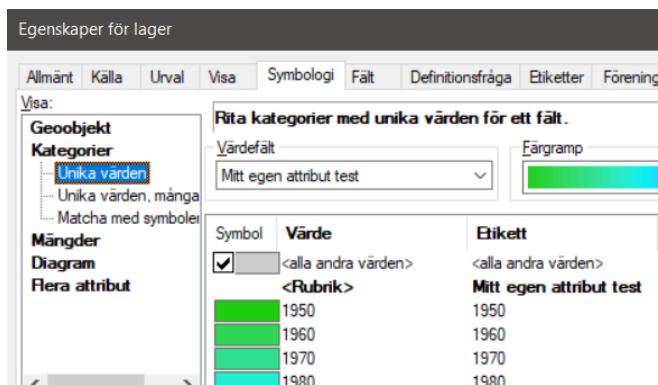 Egenskaper för lager
Allmänt Källa Urval Visa Symbologi Fält Definitionsfråga Etiketter Förening
Visa:
Geoobjekt
Kategorier
Unika värden
Unika värden, många
Matcha med symboler
Mängder
Diagram
Flera attribut
Rita kategorier med unika värden för ett fält.
Värdefält
Mitt egen attribut test
Färgramp
Symbol Värde Etikett
<alla andra värden> <alla andra värden>
<Rubrik> Mitt egen attribut test
1950 1950
1960 1960
1970 1970
1980 1980